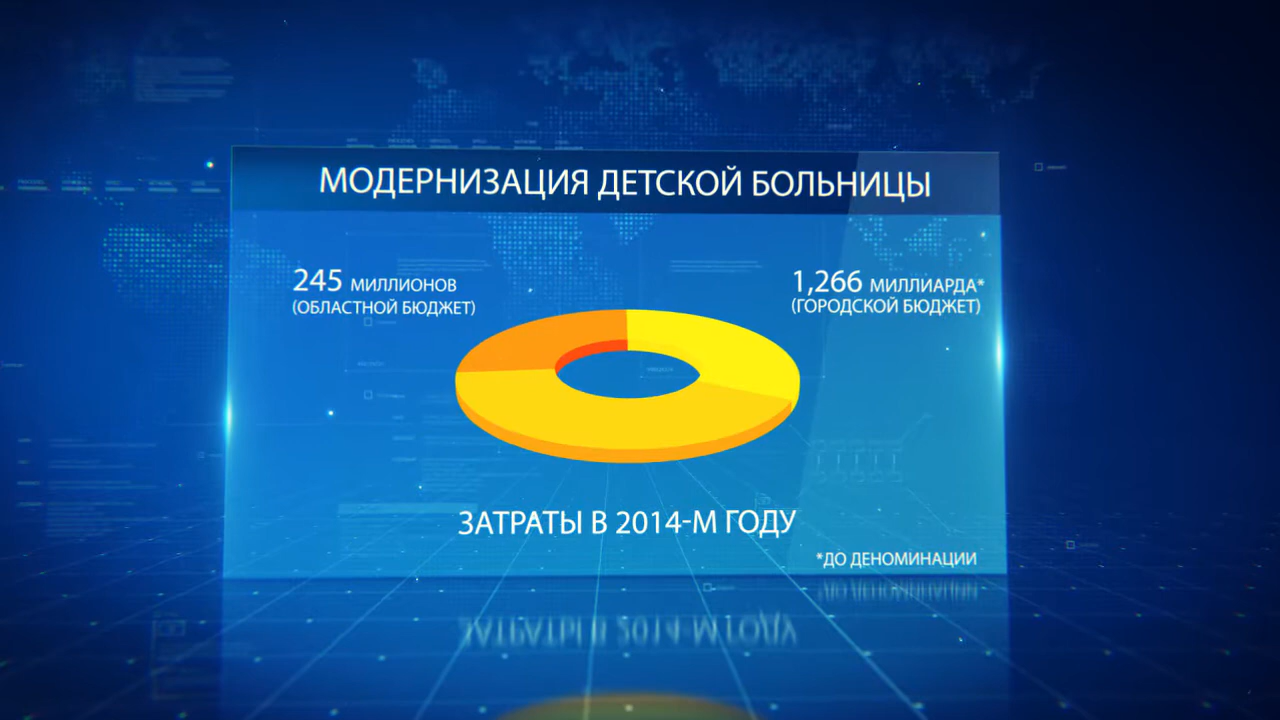 МОДЕРНИЗАЦИЯ ДЕТСКОЙ БОЛЬНИЦЫ
245 МИЛЛИОНОВ
(ОБЛАСТНОЙ БЮДЖЕТ)
1,266 МИЛЛИАРДА*
(ГОРОДСКОЙ БЮДЖЕТ)
ЗАТРАТЫ В 2014-М ГОДУ
*ДО ДЕНОМИНАЦИИ